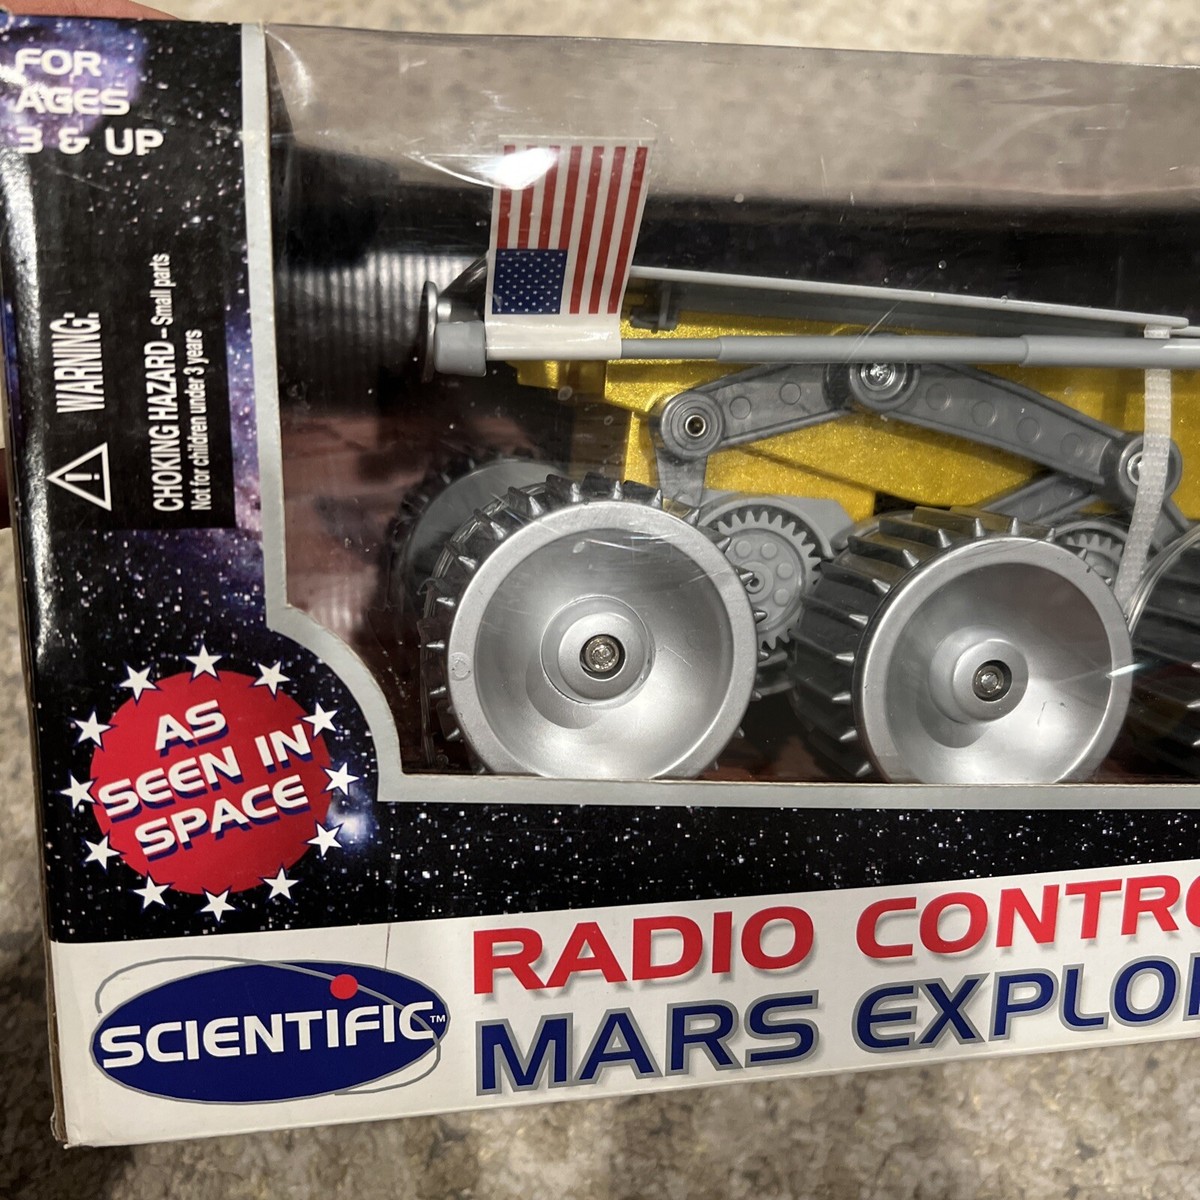 FOR
AGES
3 & UP
WARNING:
CHOKING HAZARD - Small parts
Not for children under 3 years
AS
SEEN IN
SPACE
SCIENTIFIC™
RADIO CONTRO
MARS EXPLO